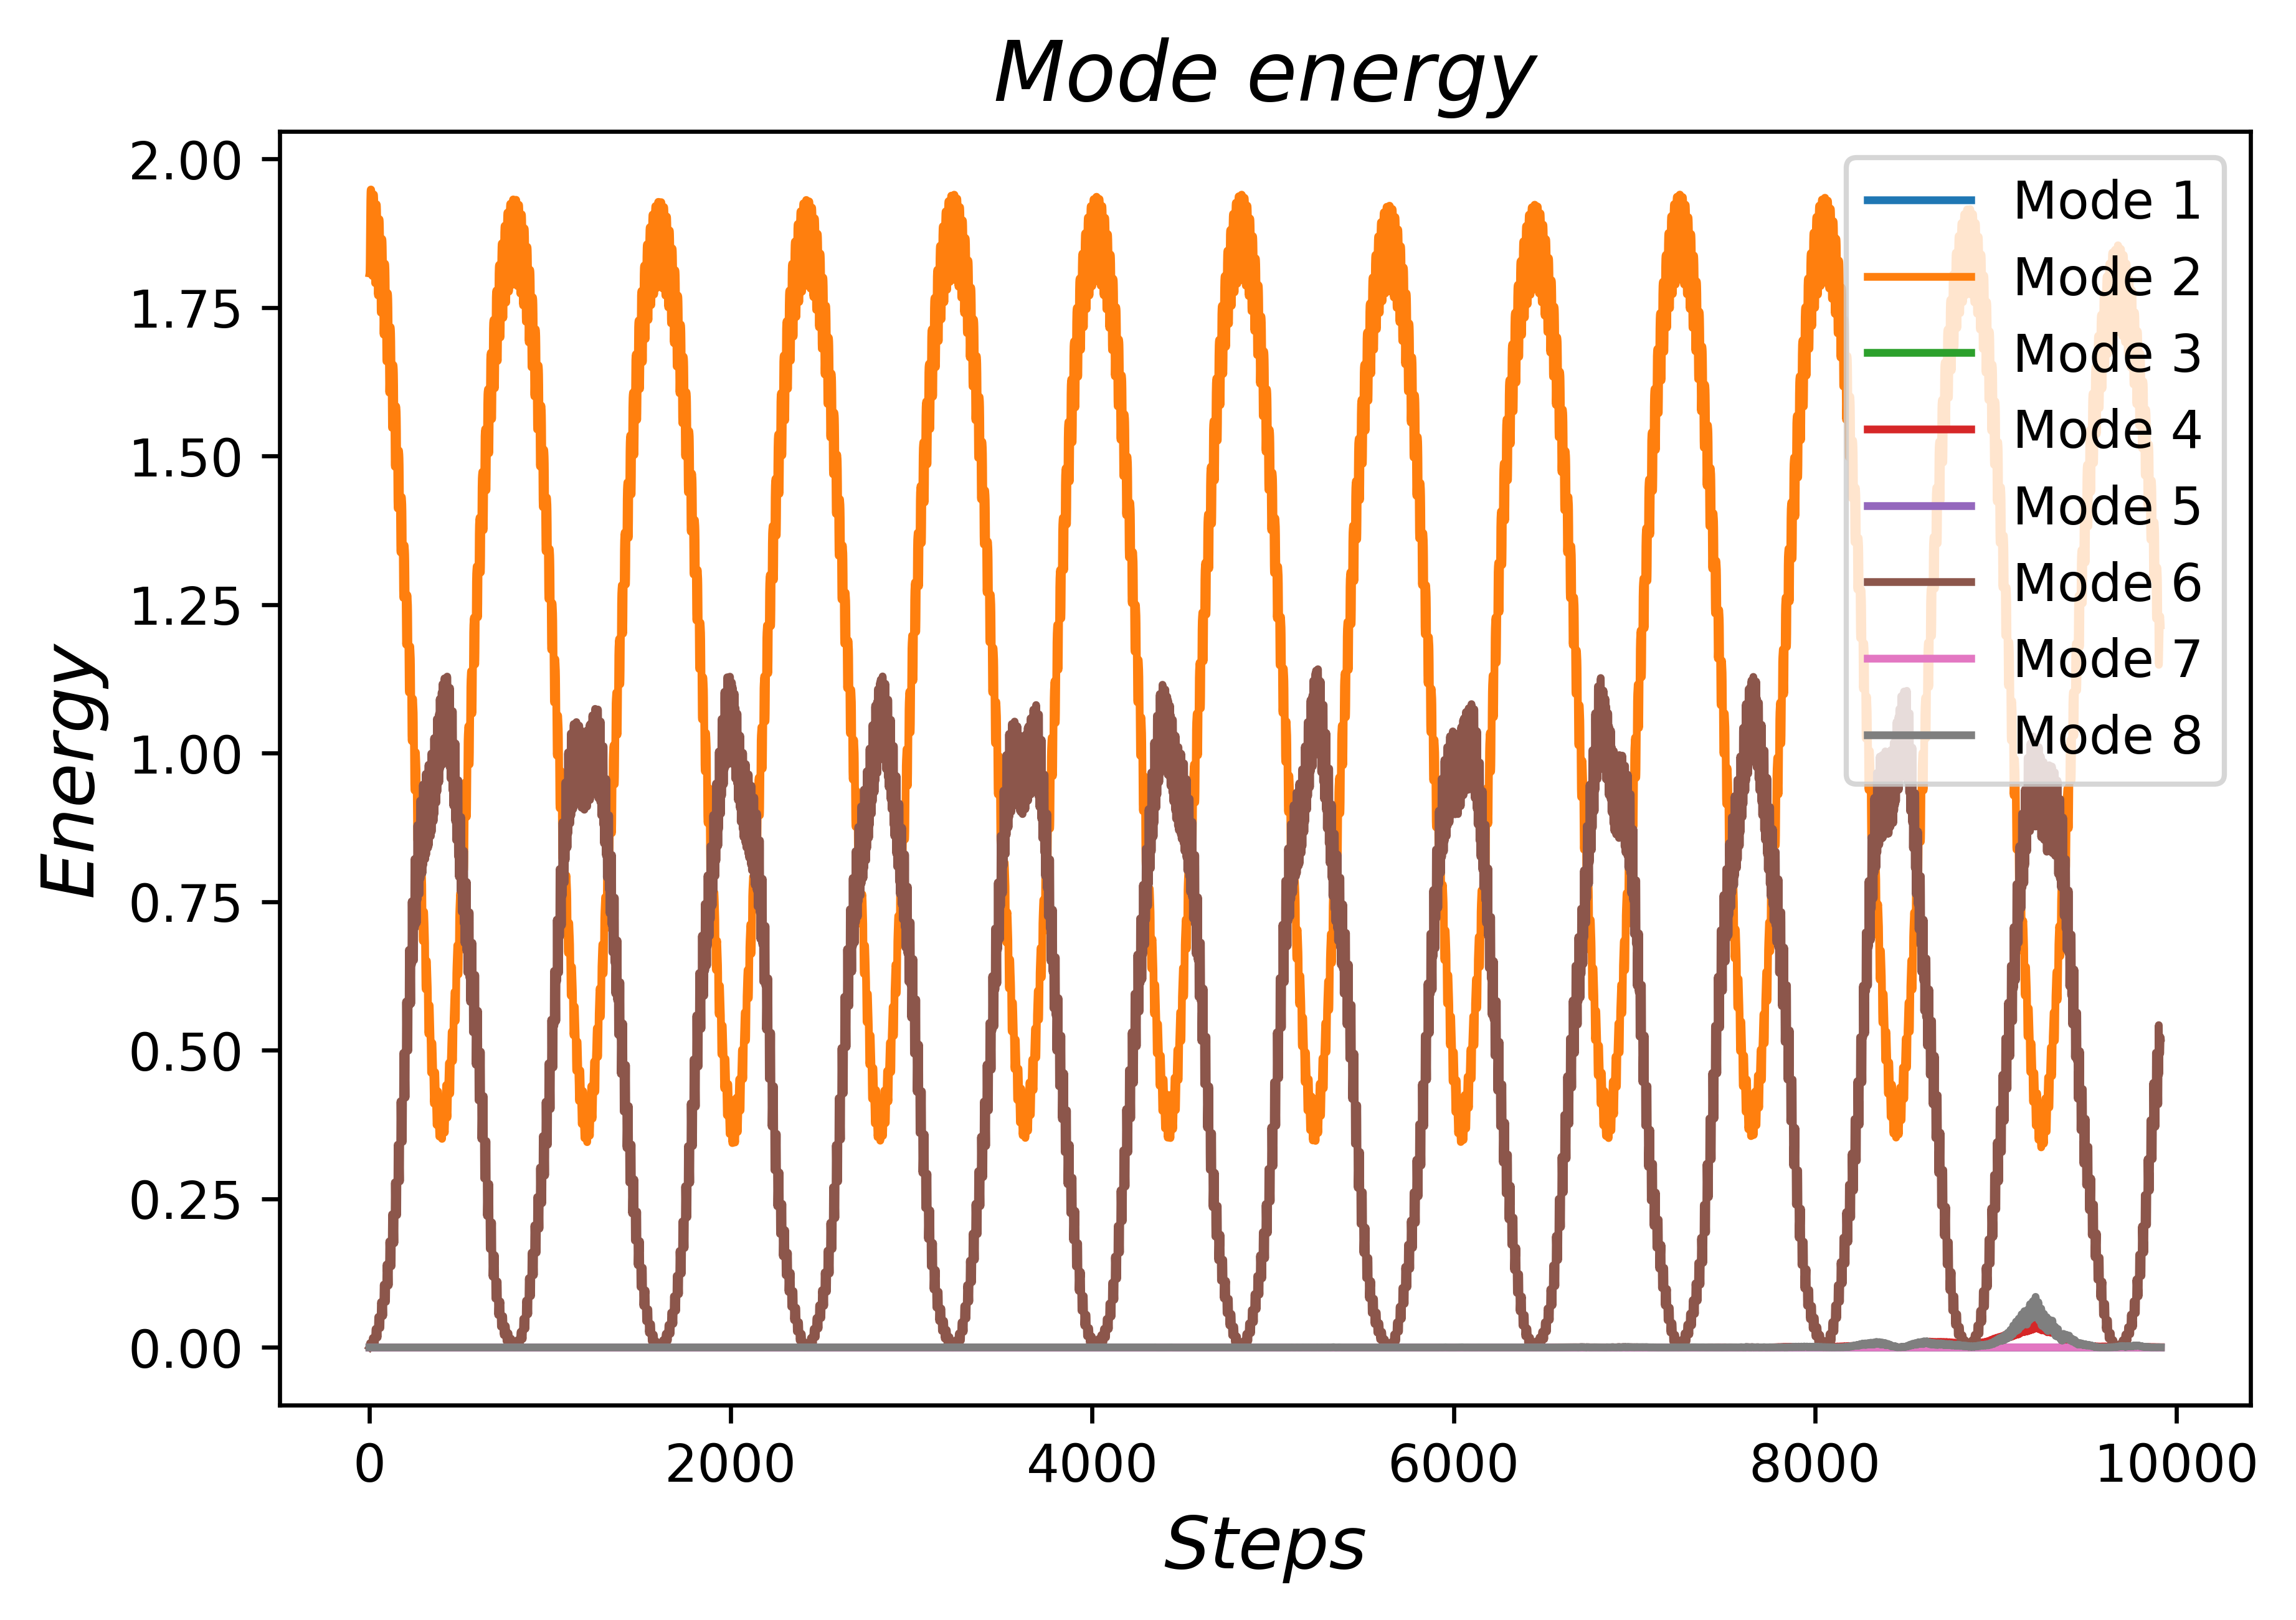 Mode energy
2.00
1.75
1.50
1.25
1.00
0.75
0.50
0.25
0.00
Energy
Mode 1
Mode 2
Mode 3
Mode 4
Mode 5
Mode 6
Mode 7
Mode 8
0 2000 4000 6000 8000 10000
Steps